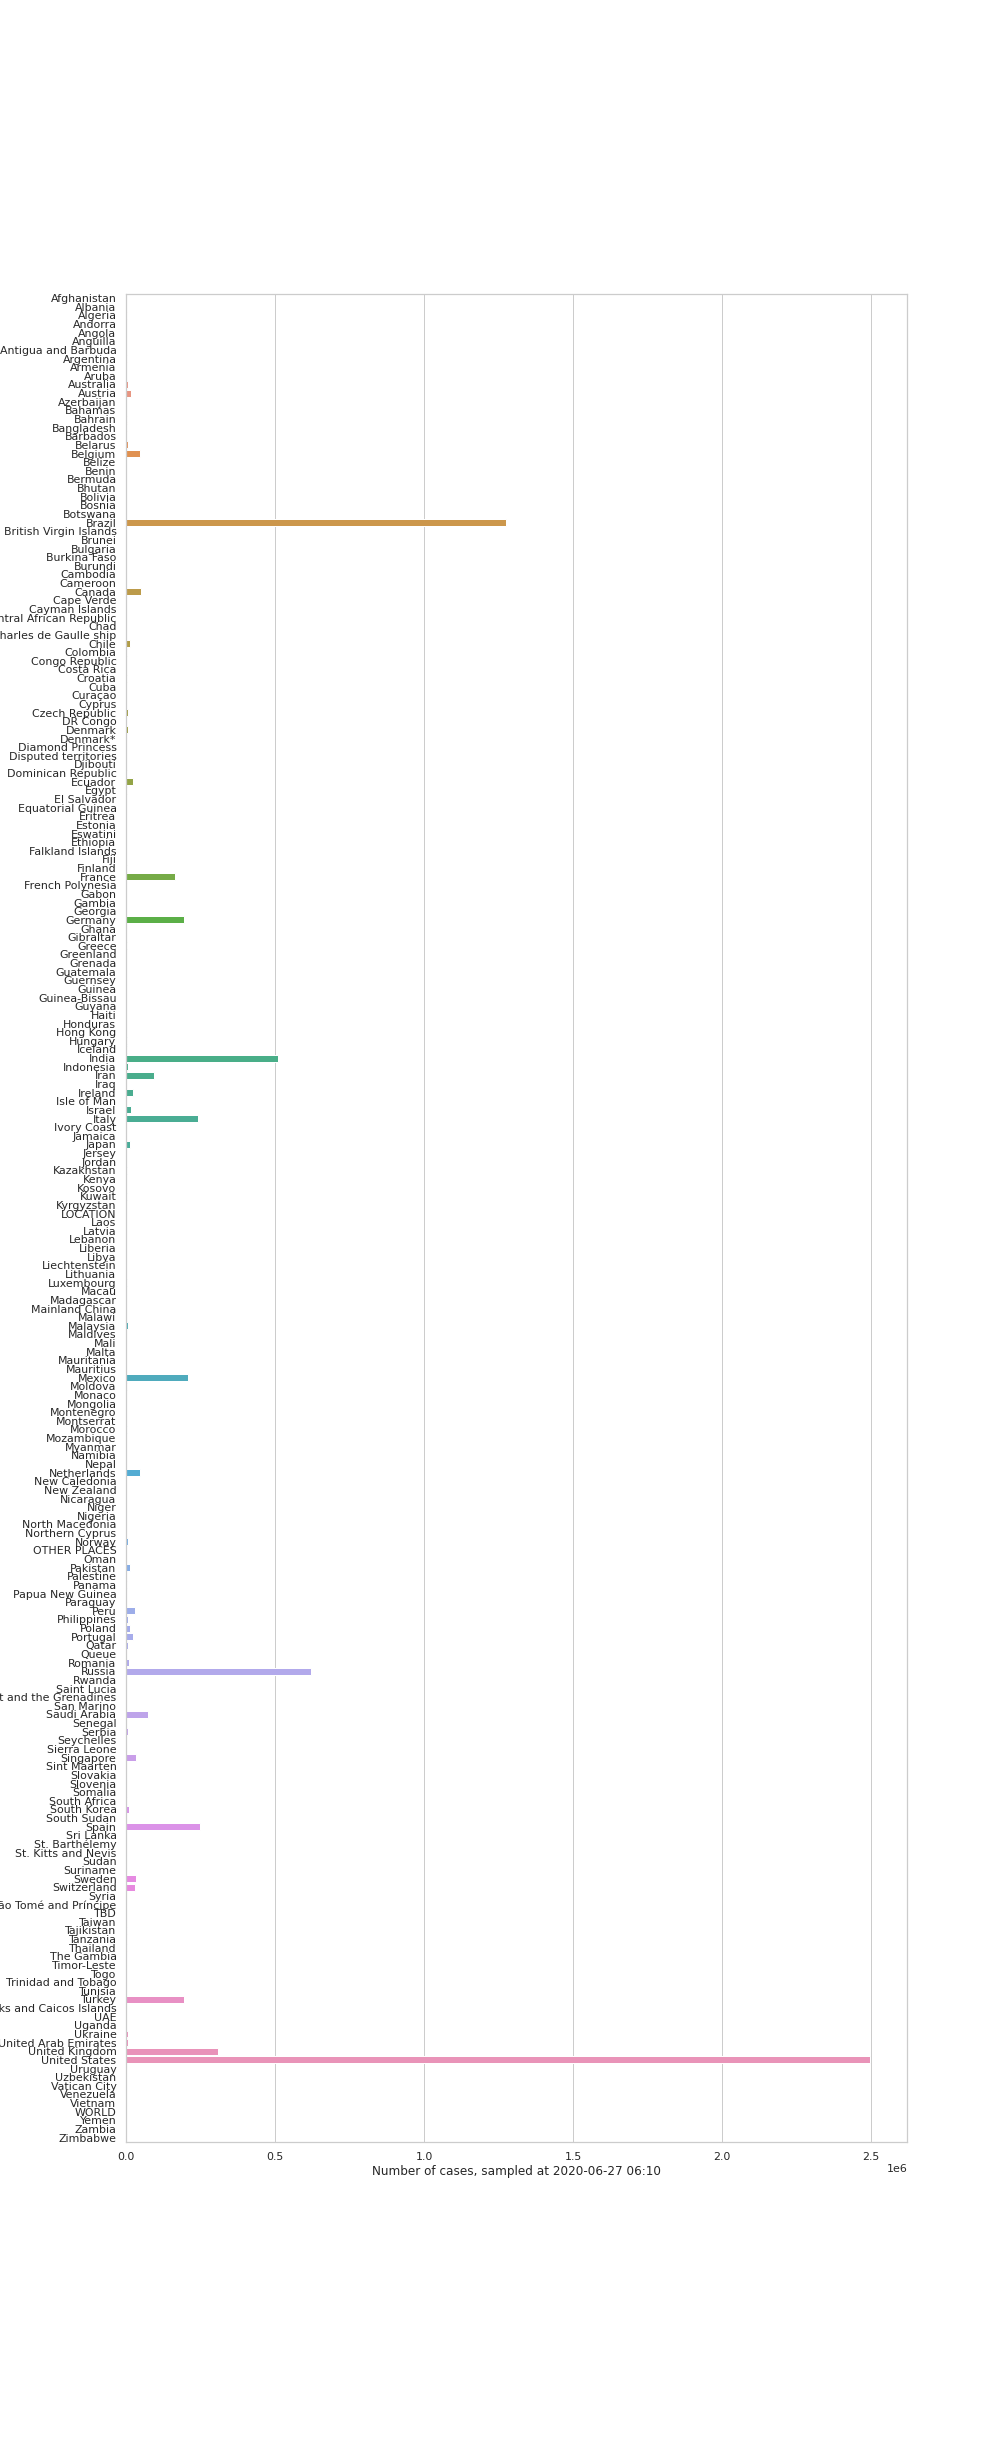 Afghanistan
Albania
Algeria
Andorra
Angola
Anguilla
Antigua and Barbuda
Argentina
Armenia
Aruba
Australia
Austria
Azerbaijan
Bahamas
Bahrain
Bangladesh
Barbados
Belarus
Belgium
Belize
Benin
Bermuda
Bhutan
Bolivia
Bosnia
Botswana
Brazil
British Virgin Islands
Brunei
Bulgaria
Burkina Faso
Burundi
Cambodia
Cameroon
Canada
Cape Verde
Cayman Islands
ntral African Republic
Chad
harles de Gaulle ship
Chile
Colombia
Congo Republic
Costa Rica
Croatia
Cuba
Curaçao
Cyprus
Czech Republic
DR Congo
Denmark
Denmark*
Diamond Princess
Disputed territories
Djibouti
Dominican Republic
Ecuador
Egypt
El Salvador
Equatorial Guinea
Eritrea
Estonia
Eswatini
Ethiopia
Falkland Islands
Fiji
Finland
France
French Polynesia
Gabon
Gambia
Georgia
Germany
Ghana
Gibraltar
Greece
Greenland
Grenada
Guatemala
Guernsey
Guinea
Guinea-Bissau
Guyana
Haiti
Honduras
Hong Kong
Hungary
Iceland
India
Indonesia
Iran
Iraq
Ireland
Isle of Man
Israel
Italy
Ivory Coast
Jamaica
Japan
Jersey
Jordan
Kazakhstan
Kenya
Kosovo
Kuwait
Kyrgyzstan
LOCATION
Laos
Latvia
Lebanon
Liberia
Libya
Liechtenstein
Lithuania
Luxembourg
Macau
Madagascar
Mainland China
Malawi
Malaysia
Maldives
Mali
Malta
Mauritania
Mauritius
Mexico
Moldova
Monaco
Mongolia
Montenegro
Montserrat
Morocco
Mozambique
Myanmar
Namibia
Nepal
Netherlands
New Caledonia
New Zealand
Nicaragua
Niger
Nigeria
North Macedonia
Northern Cyprus
Norway
OTHER PLACES
Oman
Pakistan
Palestine
Panama
Papua New Guinea
Paraguay
Peru
Philippines
Poland
Portugal
Qatar
Queue
Romania
Russia
Rwanda
Saint Lucia
t and the Grenadines
San Marino
Saudi Arabia
Senegal
Serbia
Seychelles
Sierra Leone
Singapore
Sint Maarten
Slovakia
Slovenia
Somalia
South Africa
South Korea
South Sudan
Spain
Sri Lanka
St. Barthélemy
St. Kitts and Nevis
Sudan
Suriname
Sweden
Switzerland
Syria
ão Tomé and Príncipe
TBD
Taiwan
Tajikistan
Tanzania
Thailand
The Gambia
Timor-Leste
Togo
Trinidad and Tobago
Tunisia
Turkey
ks and Caicos Islands
UAE
Uganda
Ukraine
United Arab Emirates
United Kingdom
United States
Uruguay
Uzbekistan
Vatican City
Venezuela
Vietnam
WORLD
Yemen
Zambia
Zimbabwe
0.0 0.5 1.0 1.5 2.0 2.5
1e6
Number of cases, sampled at 2020-06-27 06:10